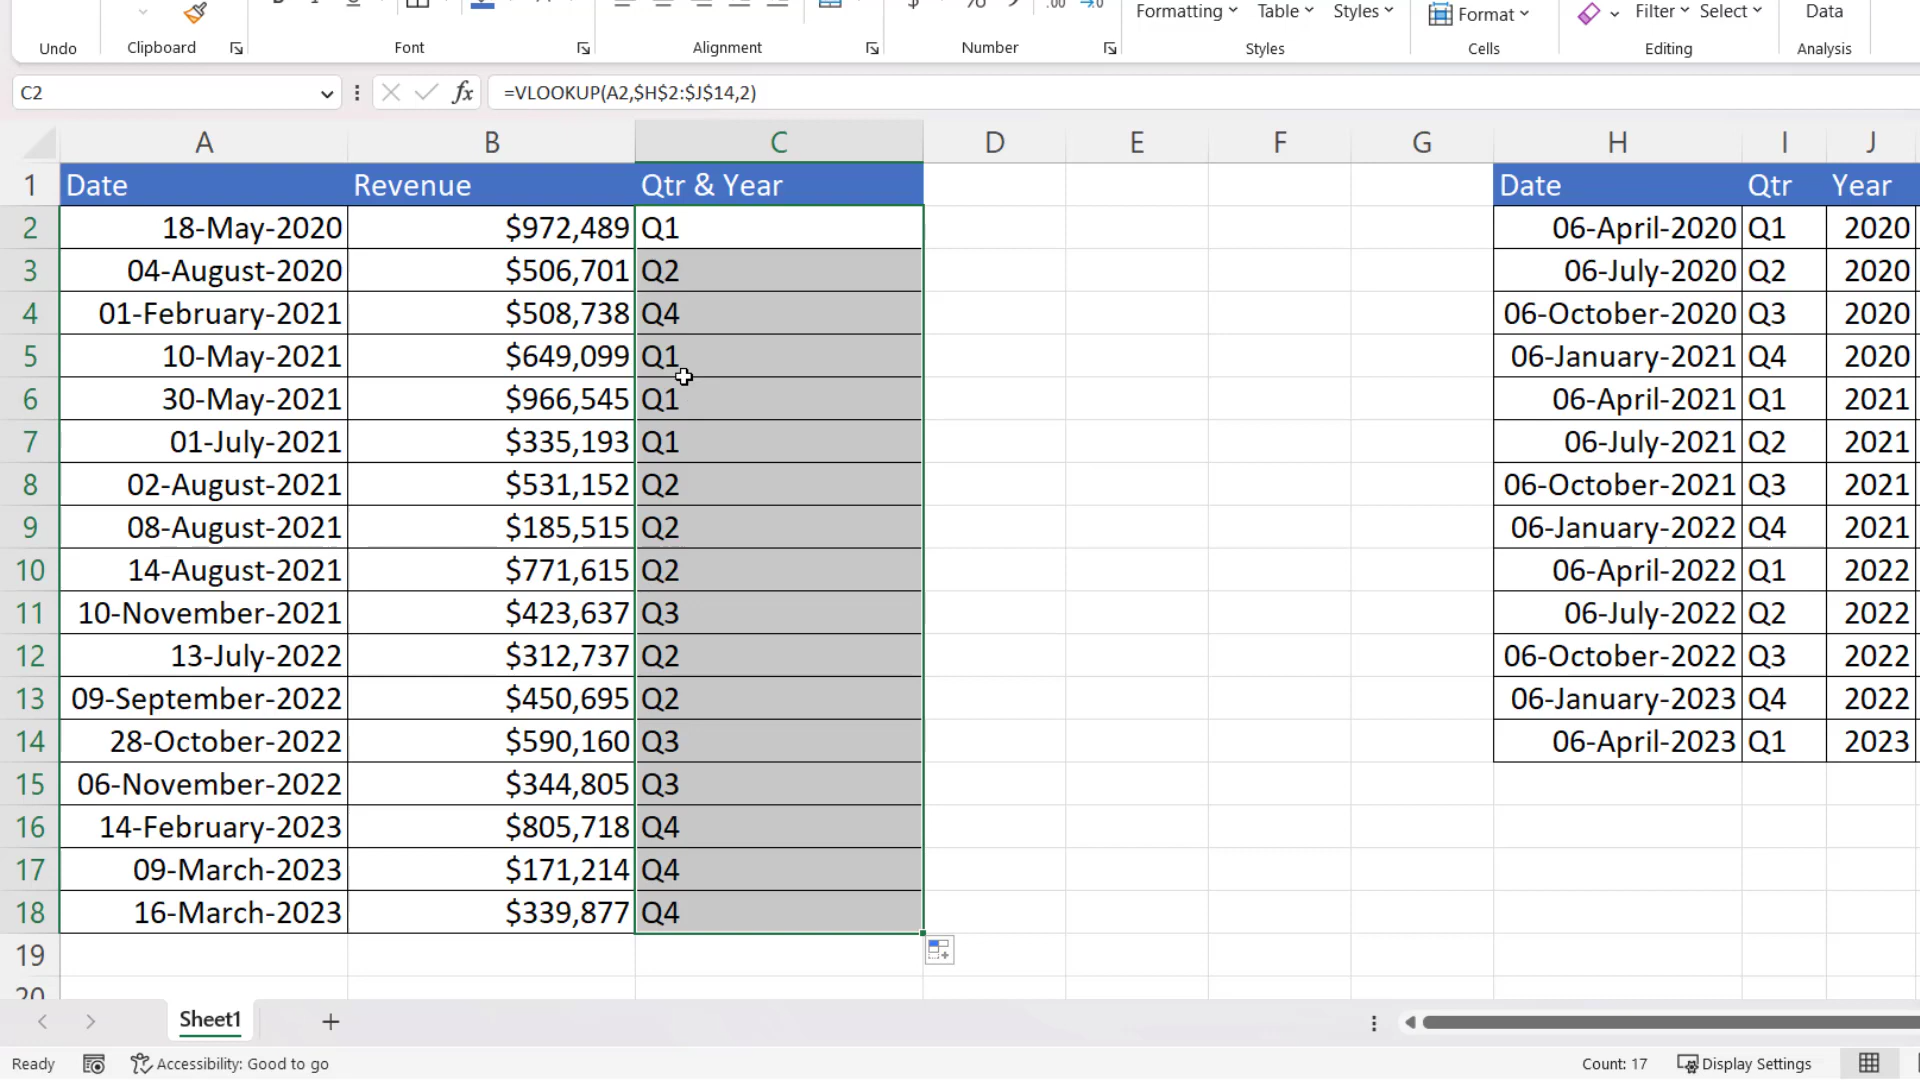 Formatting Table Styles Format Filter Select Data
Undo Clipboard Font Alignment Number Styles Cells Editing Analysis
C2 fx =VLOOKUP(A2,$H$2:$J$14,2)
A B C D E F G H I J
1 Date Revenue Qtr & Year Date Qtr Year
2 18-May-2020 $972,489 Q1 06-April-2020 Q1 2020
3 04-August-2020 $506,701 Q2 06-July-2020 Q2 2020
4 01-February-2021 $508,738 Q4 06-October-2020 Q3 2020
5 10-May-2021 $649,099 Q1 06-January-2021 Q4 2020
6 30-May-2021 $966,545 Q1 06-April-2021 Q1 2021
7 01-July-2021 $335,193 Q1 06-July-2021 Q2 2021
8 02-August-2021 $531,152 Q2 06-October-2021 Q3 2021
9 08-August-2021 $185,515 Q2 06-January-2022 Q4 2021
10 14-August-2021 $771,615 Q2 06-April-2022 Q1 2022
11 10-November-2021 $423,637 Q3 06-July-2022 Q2 2022
12 13-July-2022 $312,737 Q2 06-October-2022 Q3 2022
13 09-September-2022 $450,695 Q2 06-January-2023 Q4 2022
14 28-October-2022 $590,160 Q3 06-April-2023 Q1 2023
15 06-November-2022 $344,805 Q3
16 14-February-2023 $805,718 Q4
17 09-March-2023 $171,214 Q4
18 16-March-2023 $339,877 Q4
19
20
Sheet1
Ready Accessibility: Good to go Count: 17 Display Settings